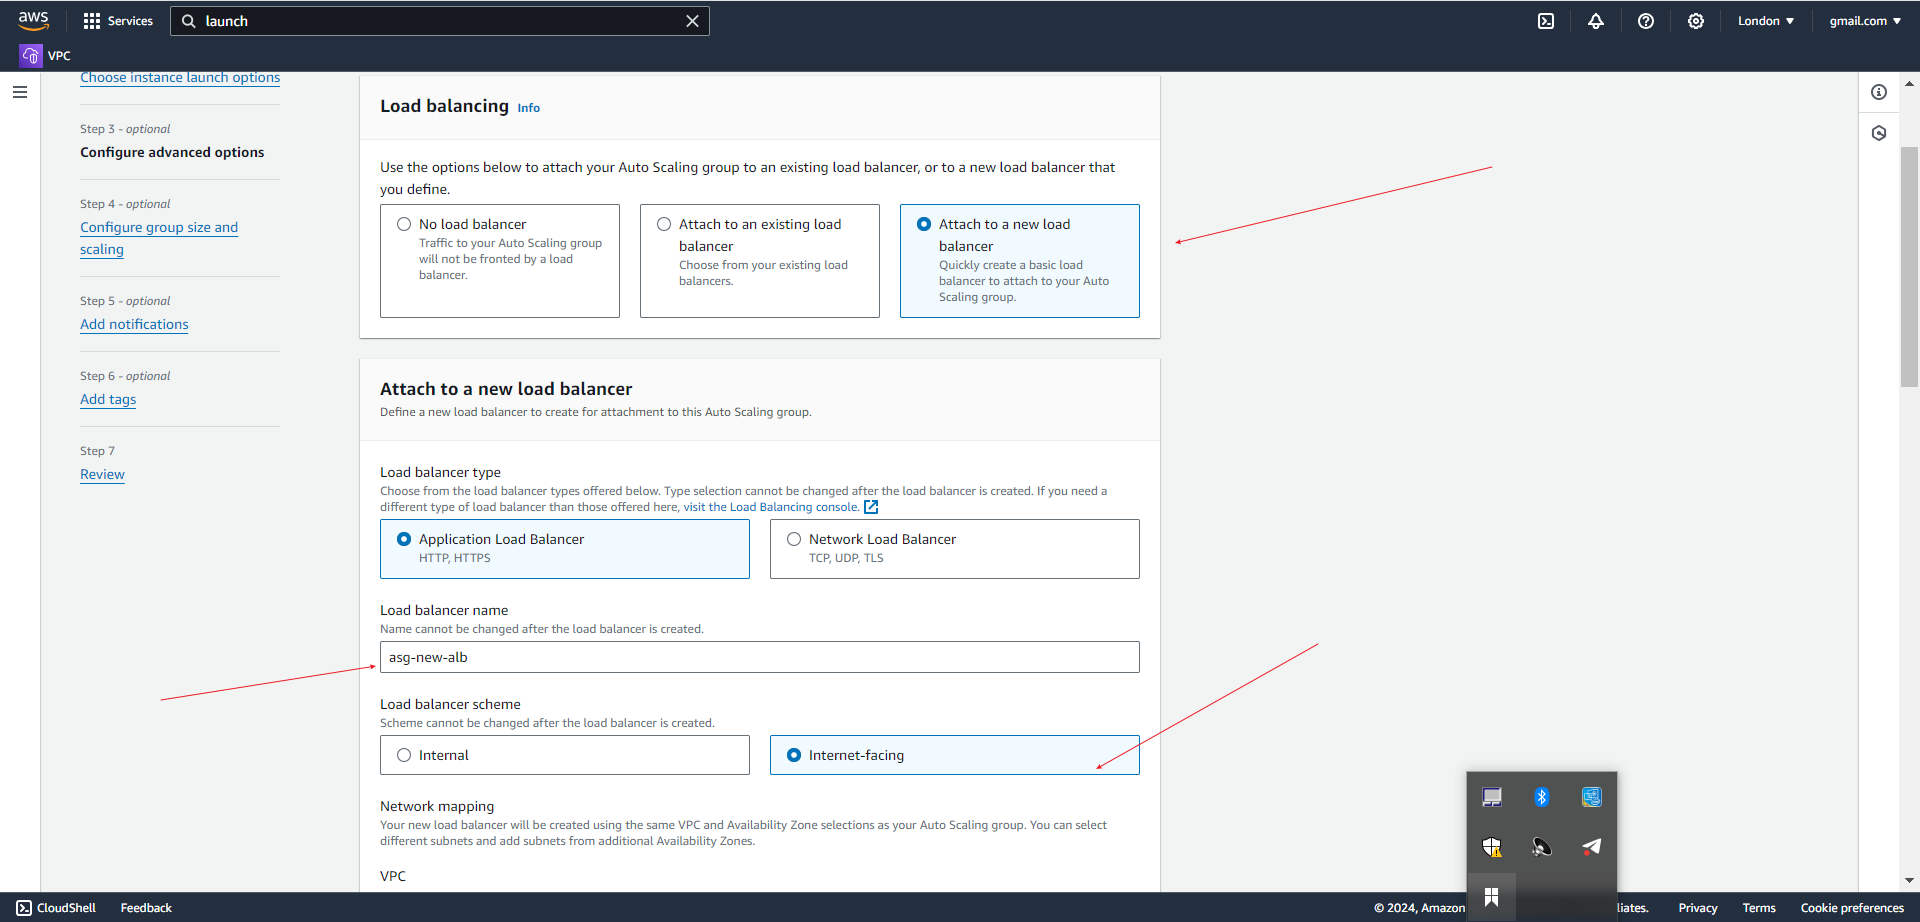 aws
Services
launch
London
gmail.com
VPC
Choose instance launch options
Step 3 - optional
Configure advanced options
Step 4 - optional
Configure group size and
scaling
Step 5 - optional
Add notifications
Step 6 - optional
Add tags
Step 7
Review
Load balancing Info
Use the options below to attach your Auto Scaling group to an existing load balancer, or to a new load balancer that
you define.
No load balancer
Traffic to your Auto Scaling group
will not be fronted by a load
balancer.
Attach to an existing load
balancer
Choose from your existing load
balancers.
Attach to a new load
balancer
Quickly create a basic load
balancer to attach to your Auto
Scaling group.
Attach to a new load balancer
Define a new load balancer to create for attachment to this Auto Scaling group.
Load balancer type
Choose from the load balancer types offered below. Type selection cannot be changed after the load balancer is created. If you need a
different type of load balancer than those offered here, visit the Load Balancing console.
Application Load Balancer
HTTP, HTTPS
Network Load Balancer
TCP, UDP, TLS
Load balancer name
Name cannot be changed after the load balancer is created.
asg-new-alb
Load balancer scheme
Scheme cannot be changed after the load balancer is created.
Internal
Internet-facing
Network mapping
Your new load balancer will be created using the same VPC and Availability Zone selections as your Auto Scaling group. You can select
different subnets and add subnets from additional Availability Zones.
VPC
CloudShell
Feedback
© 2024, Amazon
liates.
Privacy
Terms
Cookie preferences